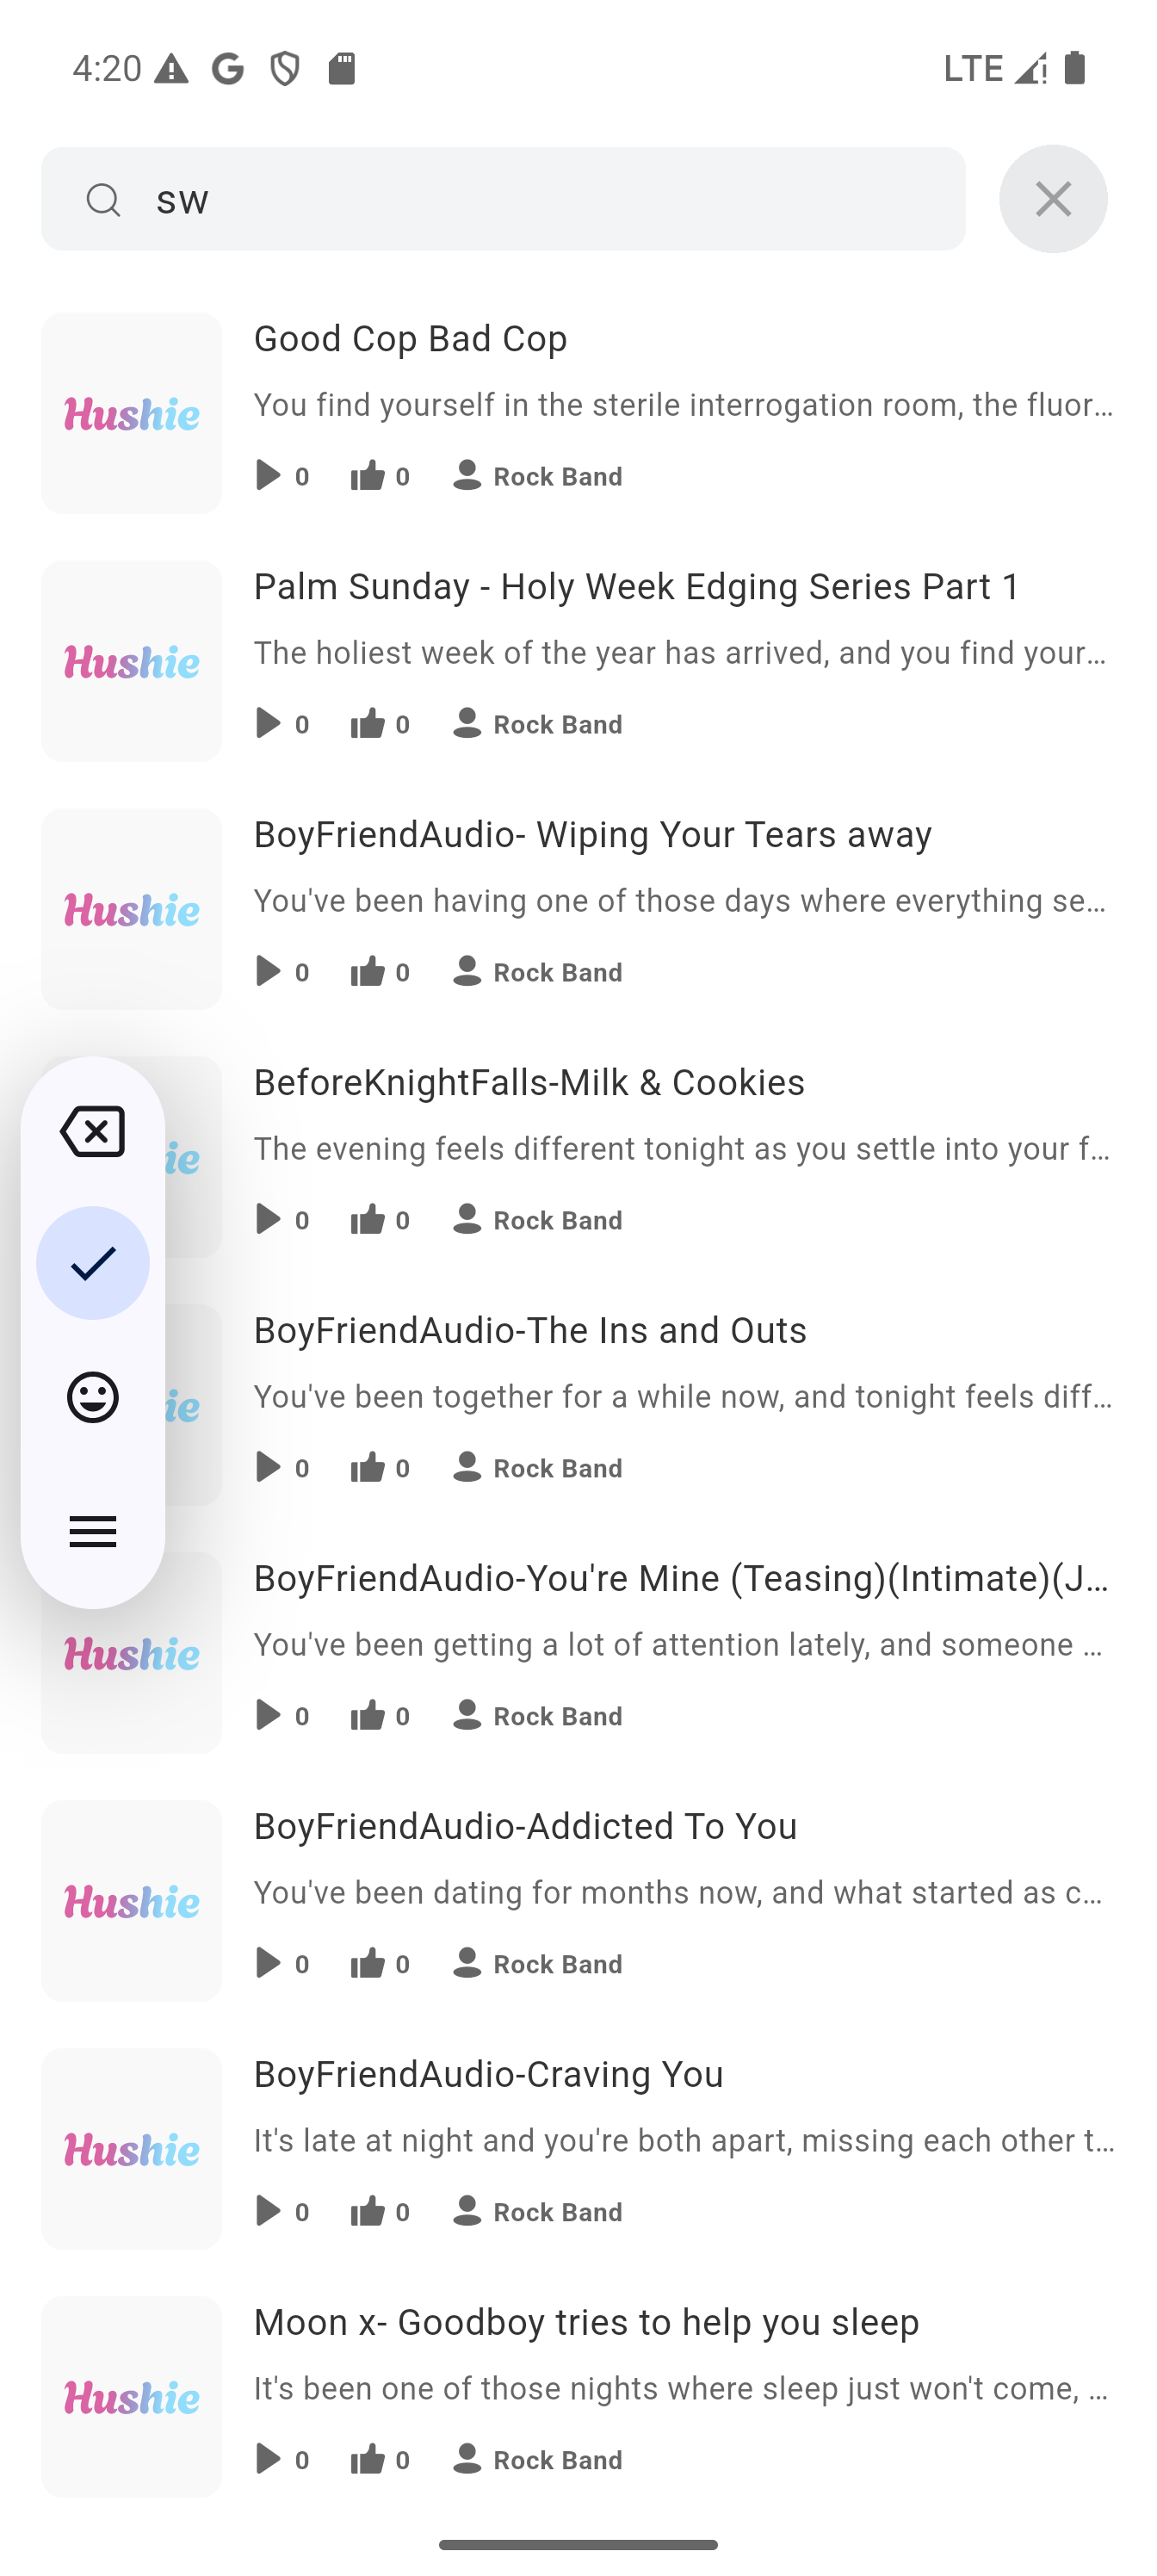 4:20
LTE
sw
Hushie
Good Cop Bad Cop
You find yourself in the sterile interrogation room, the fluor...
0 0 Rock Band
Hushie
Palm Sunday - Holy Week Edging Series Part 1
The holiest week of the year has arrived, and you find your...
0 0 Rock Band
Hushie
BoyFriendAudio- Wiping Your Tears away
You've been having one of those days where everything se...
0 0 Rock Band
ie
BeforeKnightFalls-Milk & Cookies
The evening feels different tonight as you settle into your f...
0 0 Rock Band
ie
BoyFriendAudio-The Ins and Outs
You've been together for a while now, and tonight feels diff...
0 0 Rock Band
Hushie
BoyFriendAudio-You're Mine (Teasing)(Intimate)(J...
You've been getting a lot of attention lately, and someone ...
0 0 Rock Band
Hushie
BoyFriendAudio-Addicted To You
You've been dating for months now, and what started as c...
0 0 Rock Band
Hushie
BoyFriendAudio-Craving You
It's late at night and you're both apart, missing each other t...
0 0 Rock Band
Hushie
Moon x- Goodboy tries to help you sleep
It's been one of those nights where sleep just won't come, ...
0 0 Rock Band